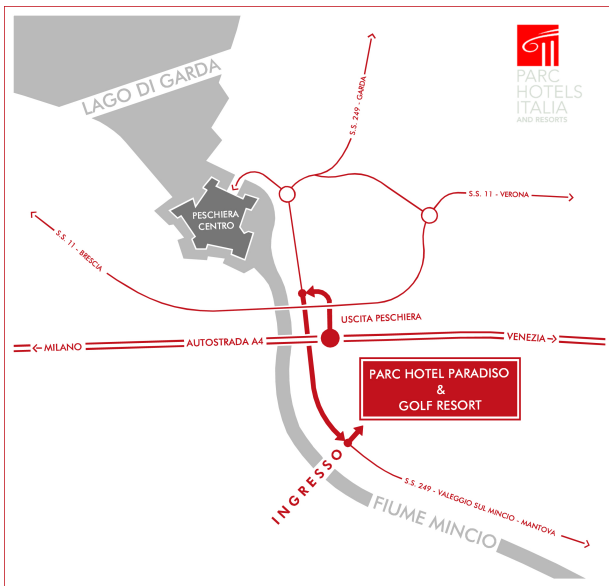 LAGO DI GARDA
PARC
HOTELS
ITALIA
AND RESORTS
S.S. 249 - GARDA
PESCHIERA
CENTRO
S.S. 11 - VERONA
S.S. 11 - BRESCIA
USCITA PESCHIERA
MILANO
AUTOSTRADA A4
VENEZIA
PARC HOTEL PARADISO
&
GOLF RESORT
INGRESSO
S.S. 249 - VALEGGIO SUL MINCIO - MANTOVA
FIUME MINCIO